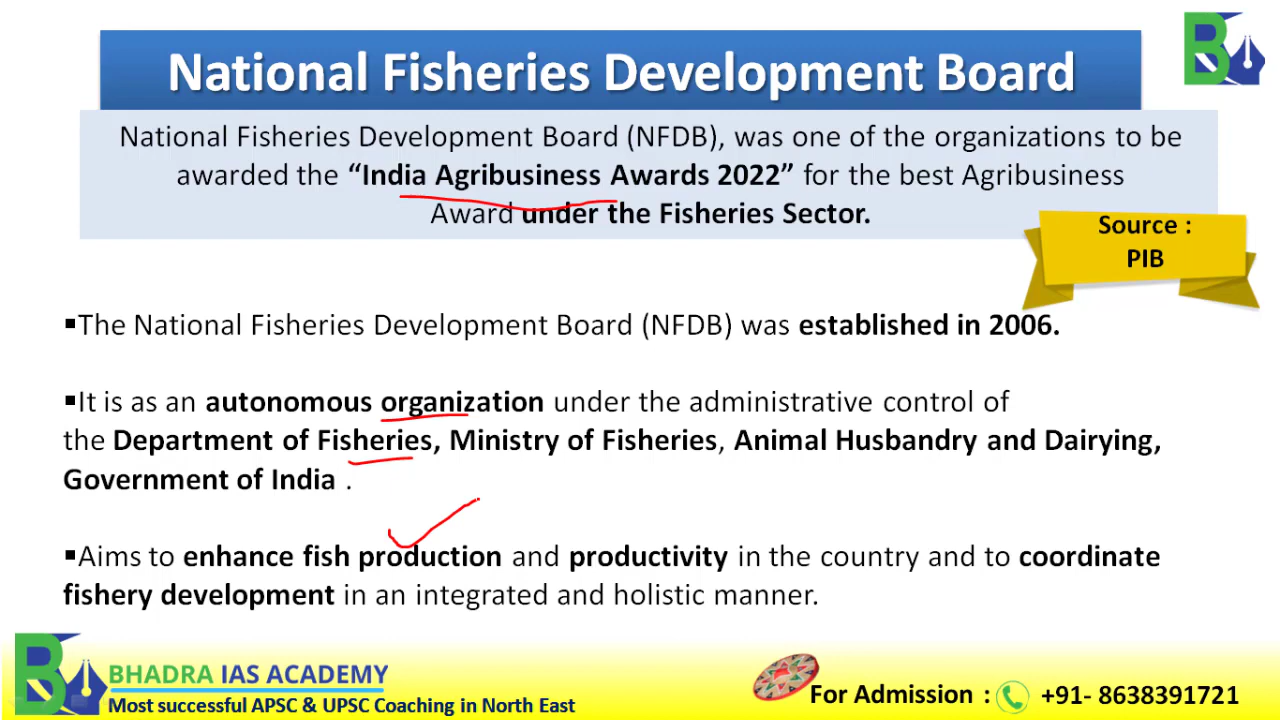 National Fisheries Development Board
National Fisheries Development Board (NFDB), was one of the organizations to be
awarded the “India Agribusiness Awards 2022” for the best Agribusiness
Award under the Fisheries Sector.
Source :
PIB
▪The National Fisheries Development Board (NFDB) was established in 2006.
▪It is as an autonomous organization under the administrative control of
the Department of Fisheries, Ministry of Fisheries, Animal Husbandry and Dairying,
Government of India .
▪Aims to enhance fish production and productivity in the country and to coordinate
fishery development in an integrated and holistic manner.
BHADRA IAS ACADEMY
Most successful APSC & UPSC Coaching in North East
For Admission : +91- 8638391721